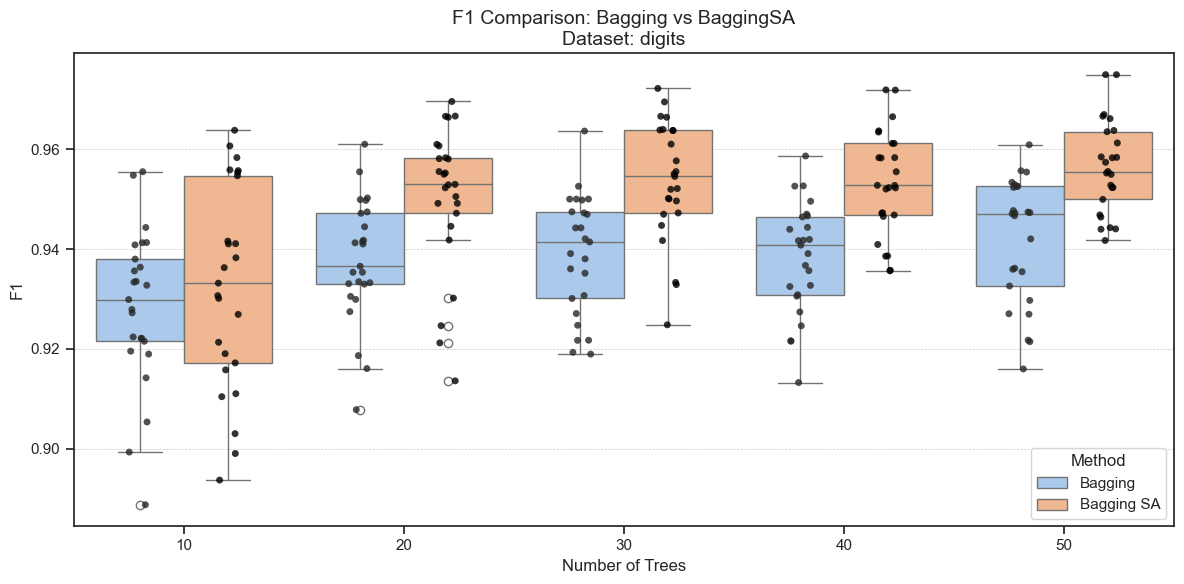 F1 Comparison: Bagging vs BaggingSA
Dataset: digits
F1
0.96
0.94
0.92
0.90
10
20
30
40
50
Number of Trees
Method
Bagging
Bagging SA